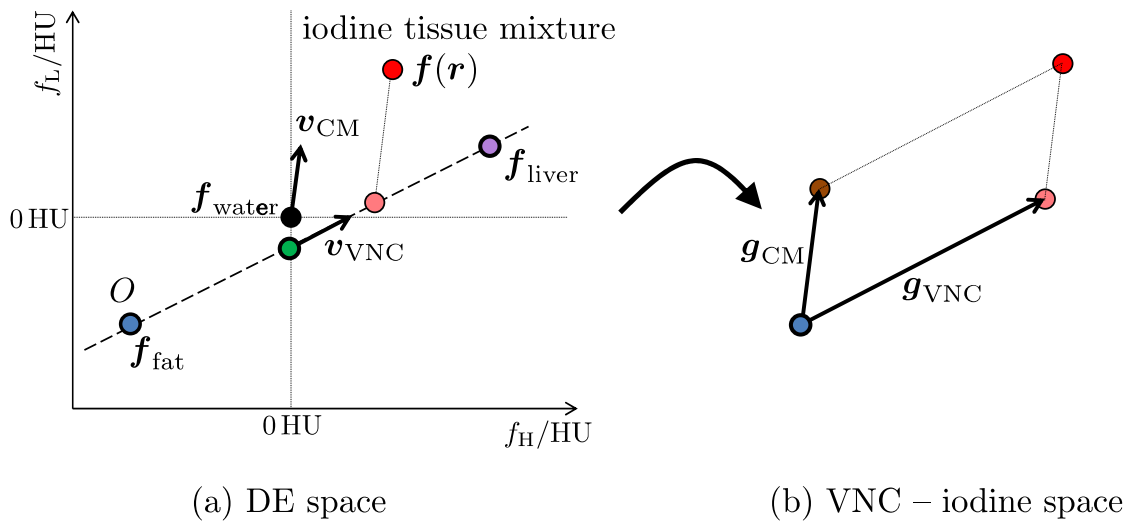 f_L/HU
iodine tissue mixture
f(r)
v_CM
f_liver
f_water
0 HU
v_VNC
O
f_fat
0 HU
f_H/HU
(a) DE space
g_CM
g_VNC
(b) VNC – iodine space